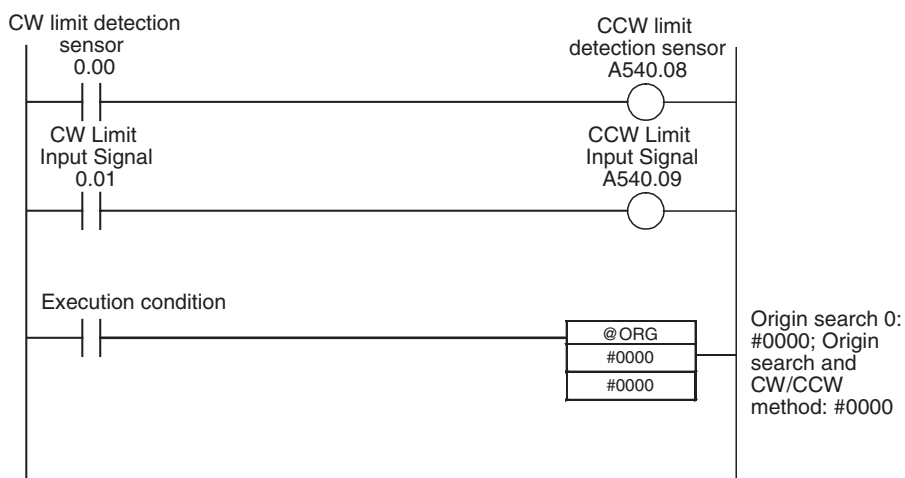 CW limit detection
sensor
0.00
CCW limit
detection sensor
A540.08
CW Limit
Input Signal
0.01
CCW Limit
Input Signal
A540.09
Execution condition
@ORG
#0000
#0000
Origin search 0:
#0000; Origin
search and
CW/CCW
method: #0000